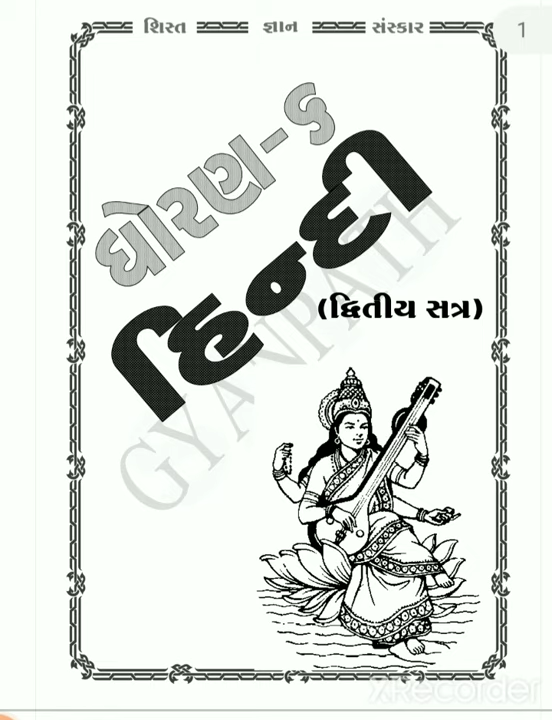 શિસ્ત જ્ઞાન સંસ્કાર
1
ધોરણ-૬
હિન્દી
(દ્વિતીય સત્ર)
GYANPATH
XRecorder